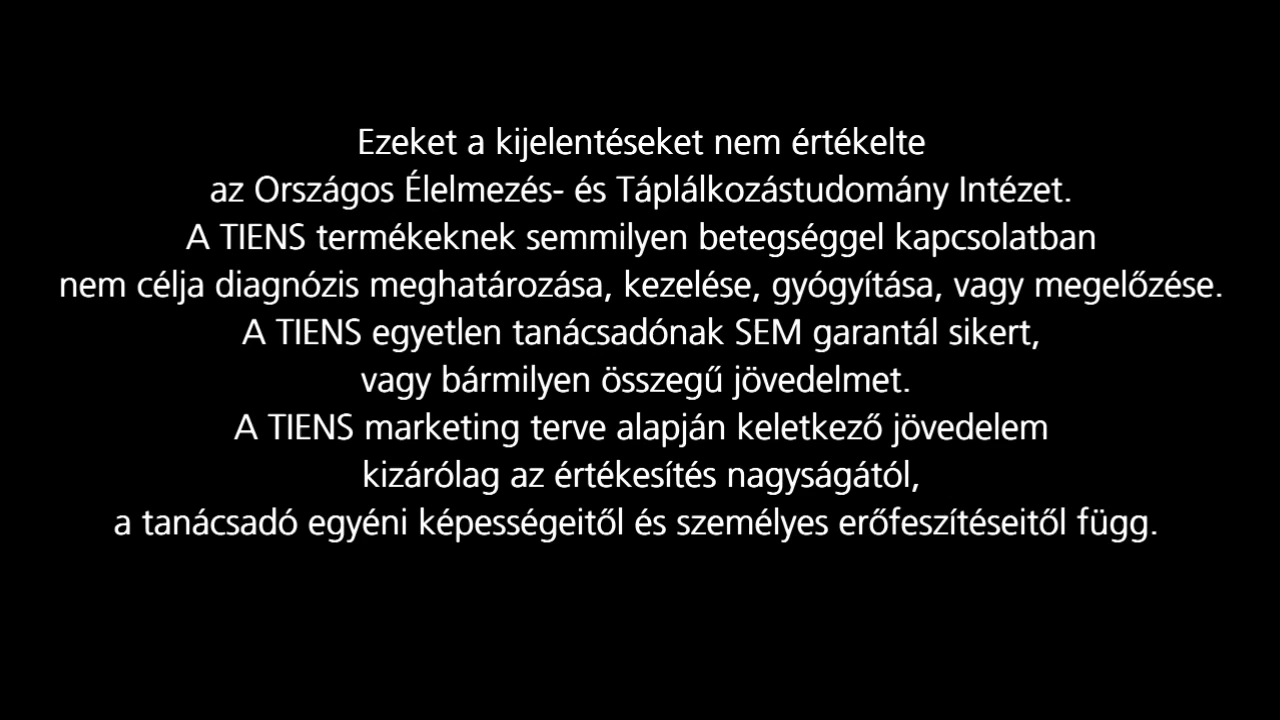 Ezeket a kijelentéseket nem értékelte
az Országos Élelmezés- és Táplálkozástudomány Intézet.
A TIENS termékeknek semmilyen betegséggel kapcsolatban
nem célja diagnózis meghatározása, kezelése, gyógyítása, vagy megelőzése.
A TIENS egyetlen tanácsadónak SEM garantál sikert,
vagy bármilyen összegű jövedelmet.
A TIENS marketing terve alapján keletkező jövedelem
kizárólag az értékesítés nagyságától,
a tanácsadó egyéni képességeitől és személyes erőfeszítéseitől függ.